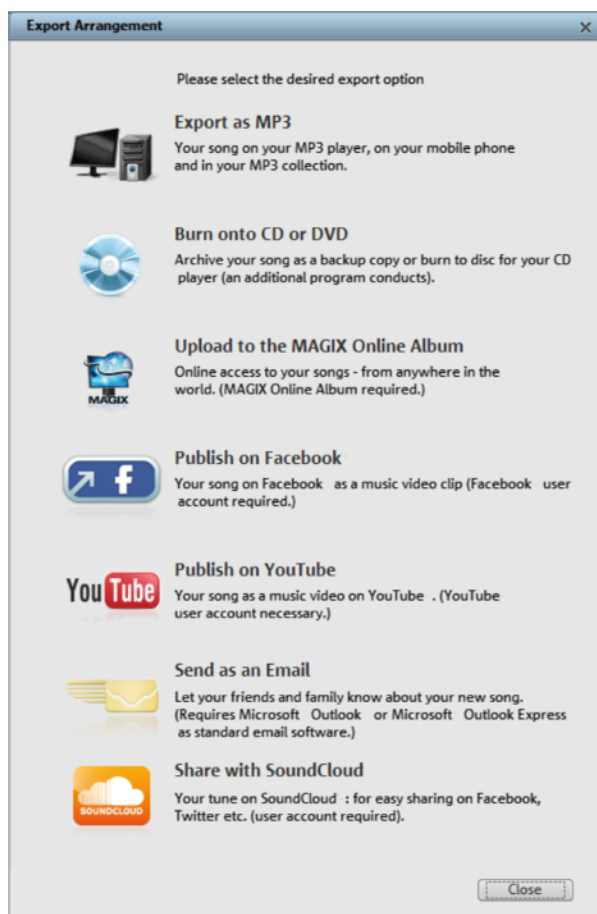 Export Arrangement
Please select the desired export option
Export as MP3
Your song on your MP3 player, on your mobile phone
and in your MP3 collection.
Burn onto CD or DVD
Archive your song as a backup copy or burn to disc for your CD
player (an additional program conducts).
Upload to the MAGIX Online Album
Online access to your songs - from anywhere in the
world. (MAGIX Online Album required.)
MAGIX
Publish on Facebook
Your song on Facebook as a music video clip (Facebook user
account required.)
f
Publish on YouTube
You Tube
Your song as a music video on YouTube . (YouTube
user account necessary.)
Send as an Email
Let your friends and family know about your new song.
(Requires Microsoft Outlook or Microsoft Outlook Express
as standard email software.)
Share with SoundCloud
SOUNDCLOUD
Your tune on SoundCloud : for easy sharing on Facebook,
Twitter etc. (user account required).
Close